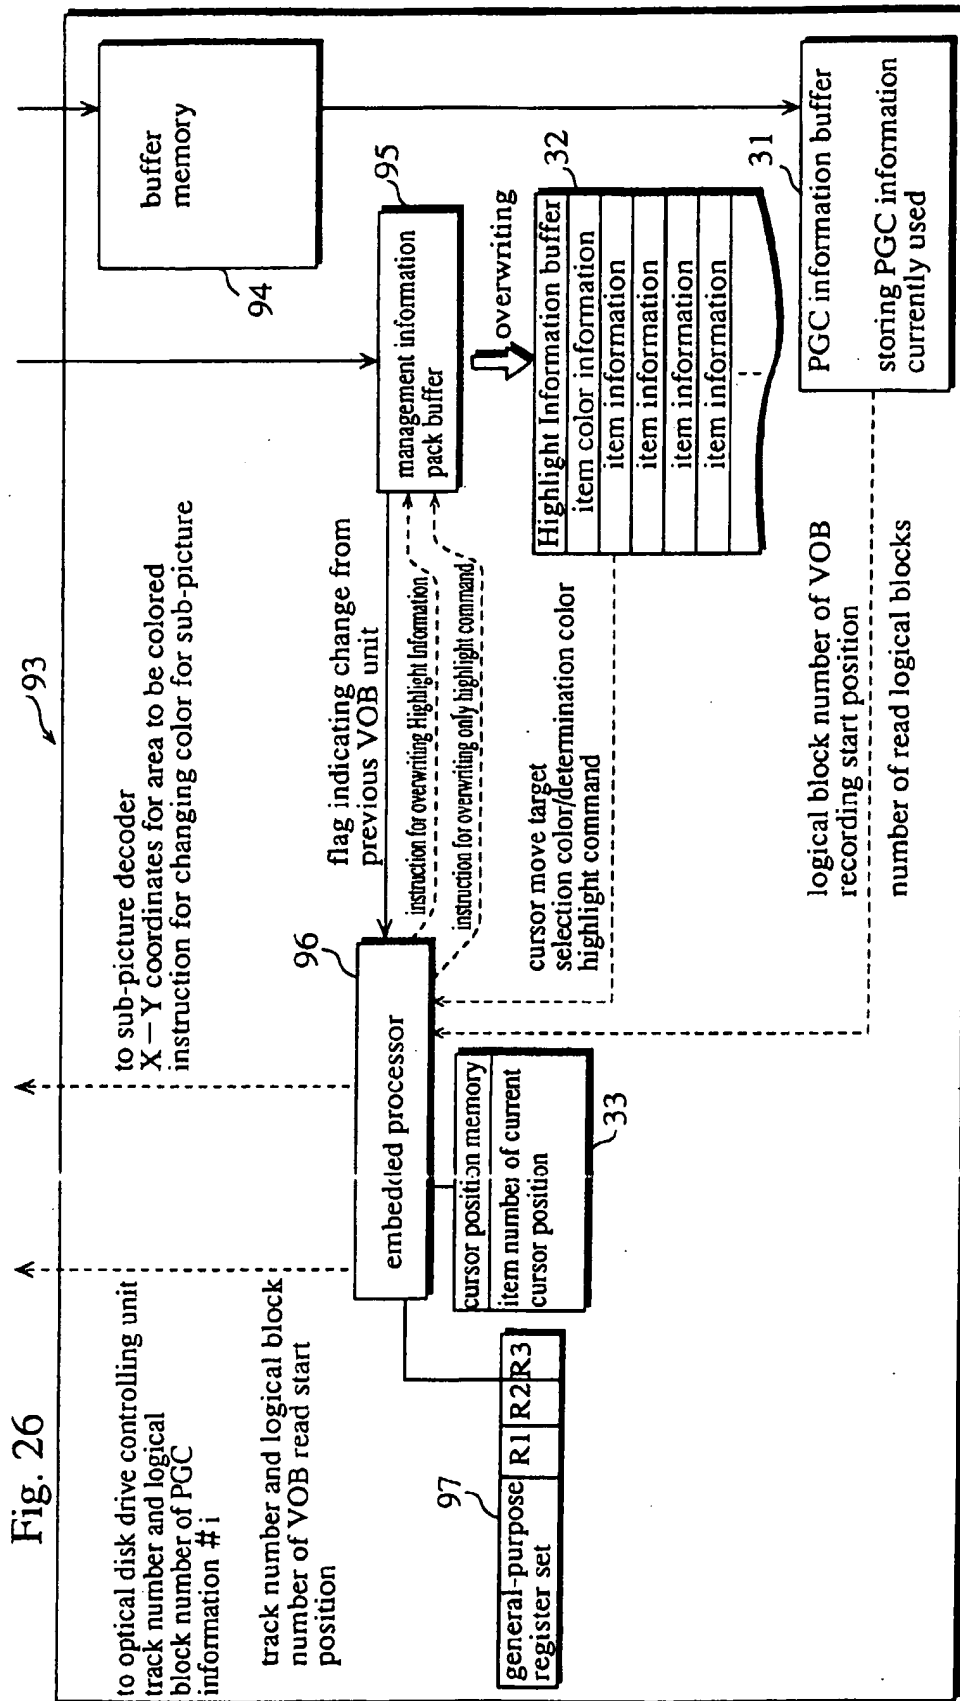 Fig. 26
93
to optical disk drive controlling unit
track number and logical
block number of PGC
information # i
track number and logical block
number of VOB read start
position
to sub-picture decoder
X – Y coordinates for area to be colored
instruction for changing color for sub-picture
buffer
memory
94
95
management information
pack buffer
flag indicating change from
previous VOB unit
instruction for overwriting Highlight Information
instruction for overwriting only highlight command
96
embedded processor
overwriting
32
Highlight Information buffer
item color information
item information
item information
item information
item information
cursor move target
selection color/determination color
highlight command
97
general-purpose
register set
R1
R2
R3
cursor position memory
item number of current
cursor position
33
31
PGC information buffer
storing PGC information
currently used
logical block number of VOB
recording start position
number of read logical blocks